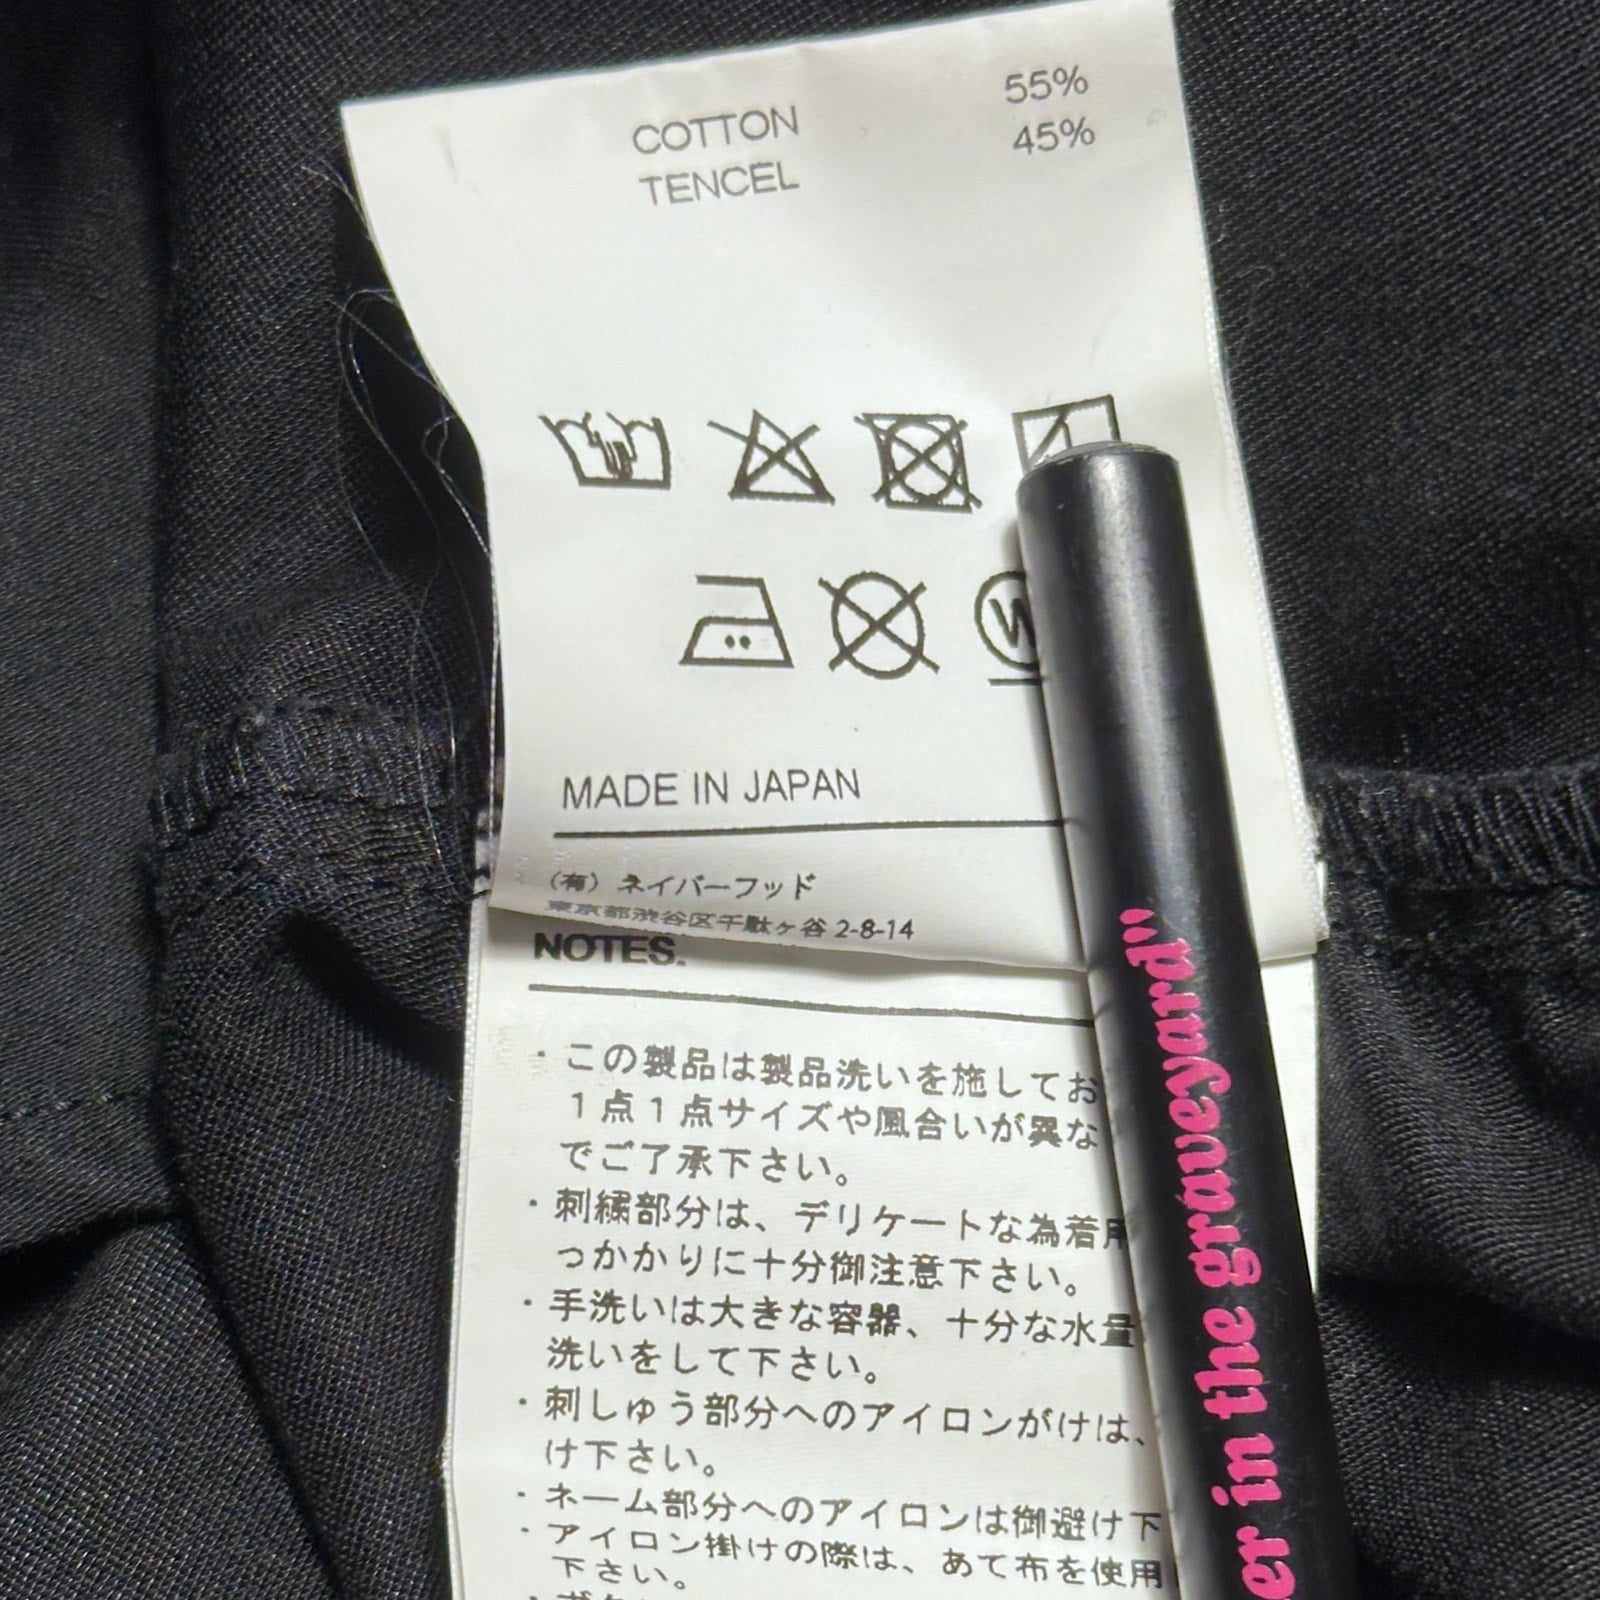 COTTON 55%
TENCEL 45%
MADE IN JAPAN
(有) ネイバーフッド
東京都渋谷区千駄ヶ谷 2-8-14
NOTES.
・この製品は製品洗いを施してお
１点１点サイズや風合いが異な
でご了承下さい。
・刺繍部分は、デリケートな為着用
っかかりに十分御注意下さい。
・手洗いは大きな容器、十分な水量
洗いをして下さい。
・刺しゅう部分へのアイロンがけは、
け下さい。
・ネーム部分へのアイロンは御避け下
・アイロン掛けの際は、あて布を使用
下さい。
er in the graveyard"